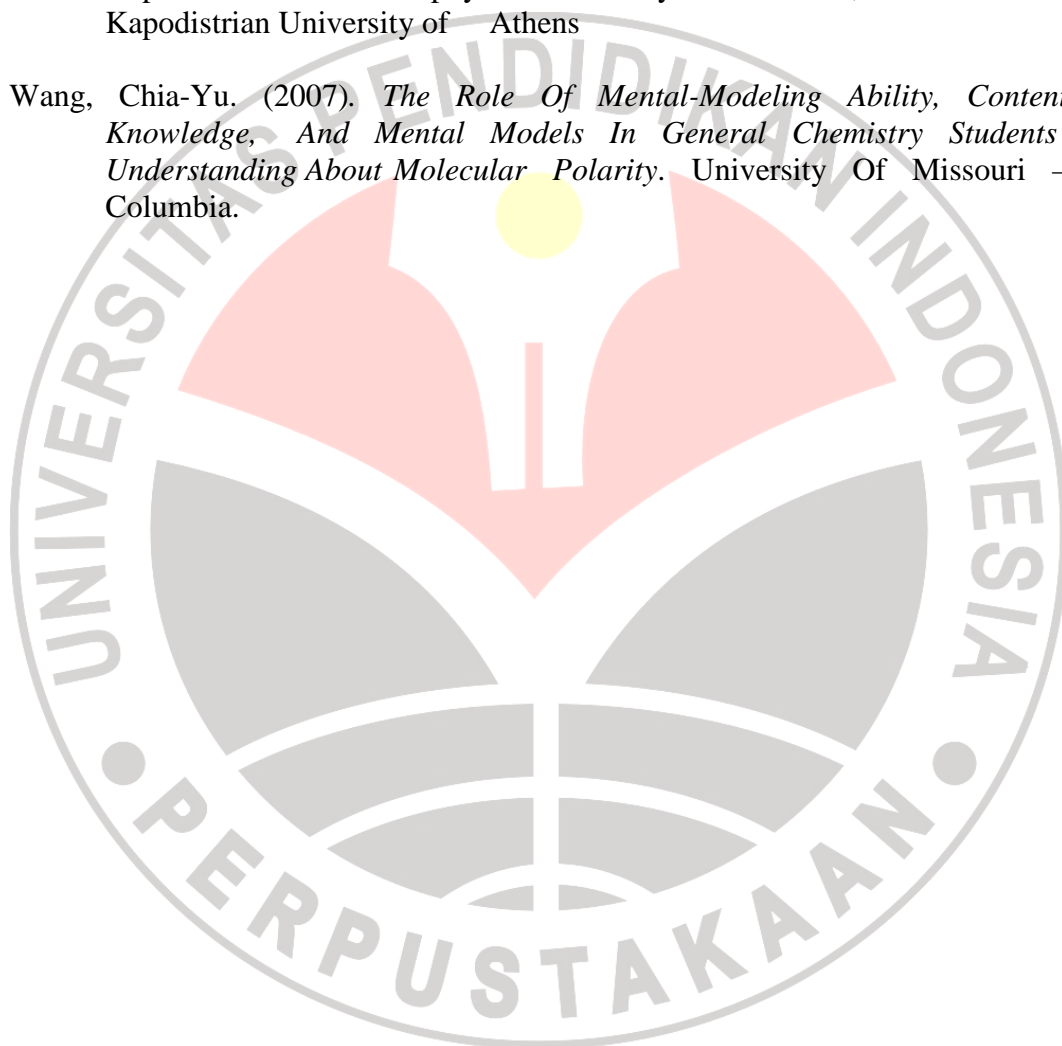 Kapodistrian University of Athens
Wang, Chia-Yu. (2007). The Role Of Mental-Modeling Ability, Content
Knowledge, And Mental Models In General Chemistry Students
Understanding About Molecular Polarity. University Of Missouri –
Columbia.
UNIVERSITAS PENDIDIKAN INDONESIA
PERPUSTAKAAN